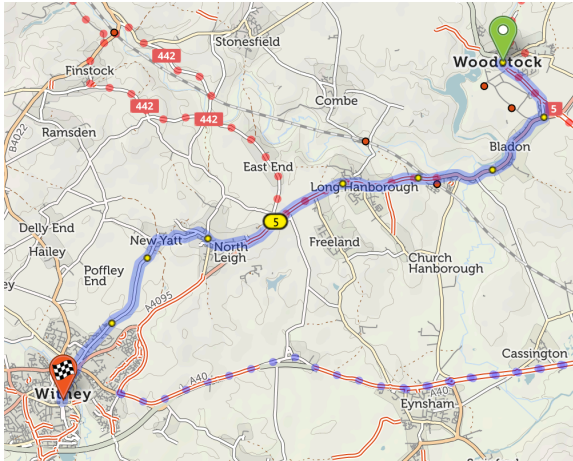 442
Stonesfield
Woodstock
Finstock
Combe
442
5
442
B4022
Ramsden
Bladon
East End
Long Hanborough
5
Delly End
New Yatt
North
Leigh
Freeland
Hailey
Poffley
End
Church
Hanborough
A4095
Cassington
A40
A40
Witney
Eynsham